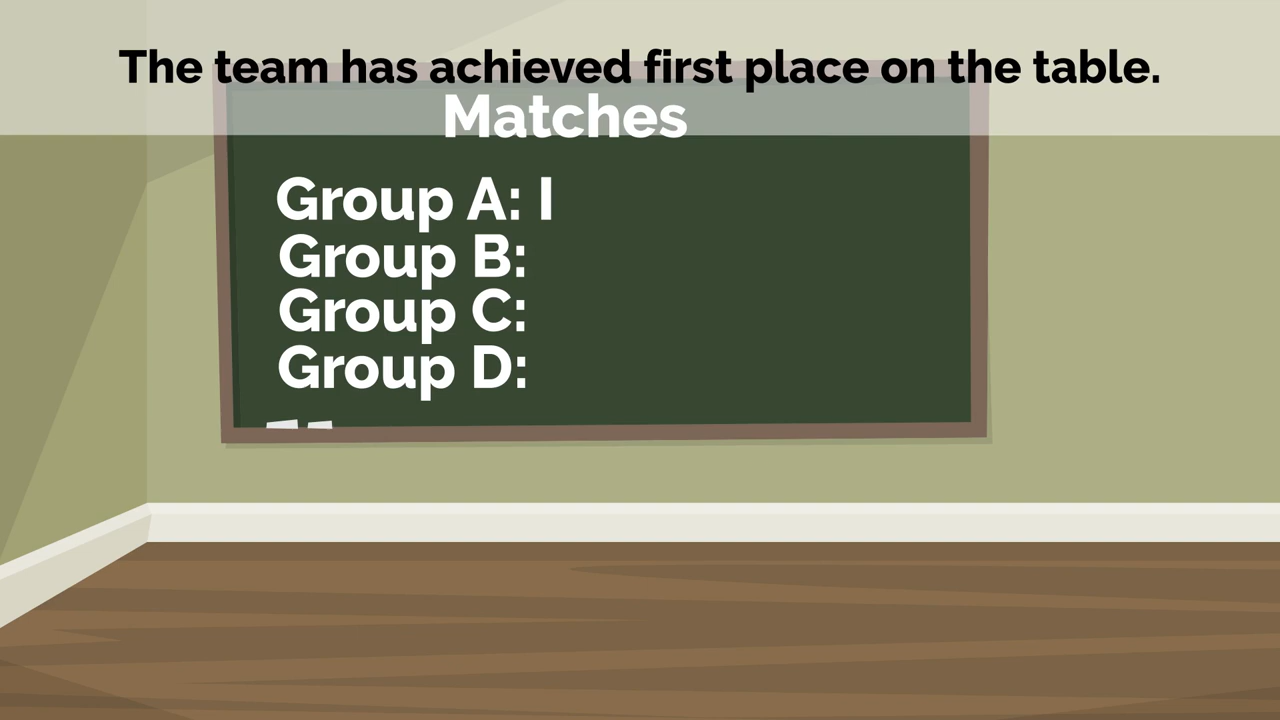 The team has achieved first place on the table.
Matches
Group A: I
Group B:
Group C:
Group D: